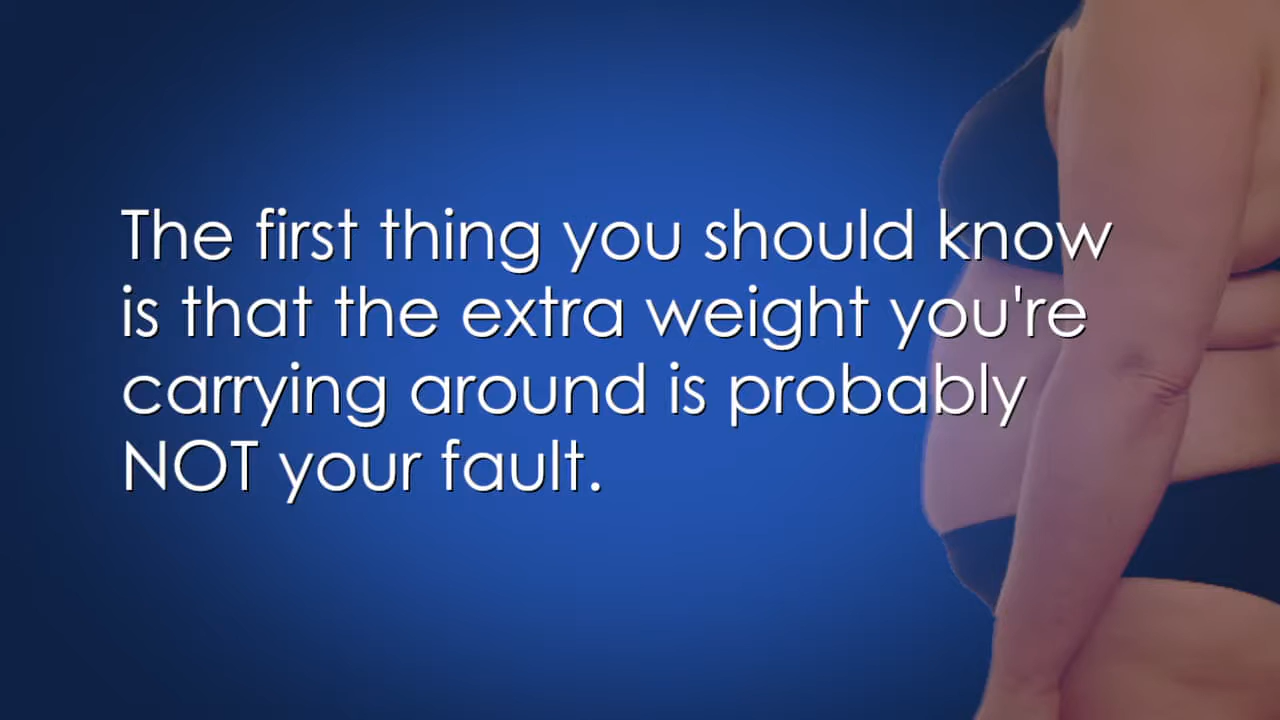 The first thing you should know
is that the extra weight you're
carrying around is probably
NOT your fault.